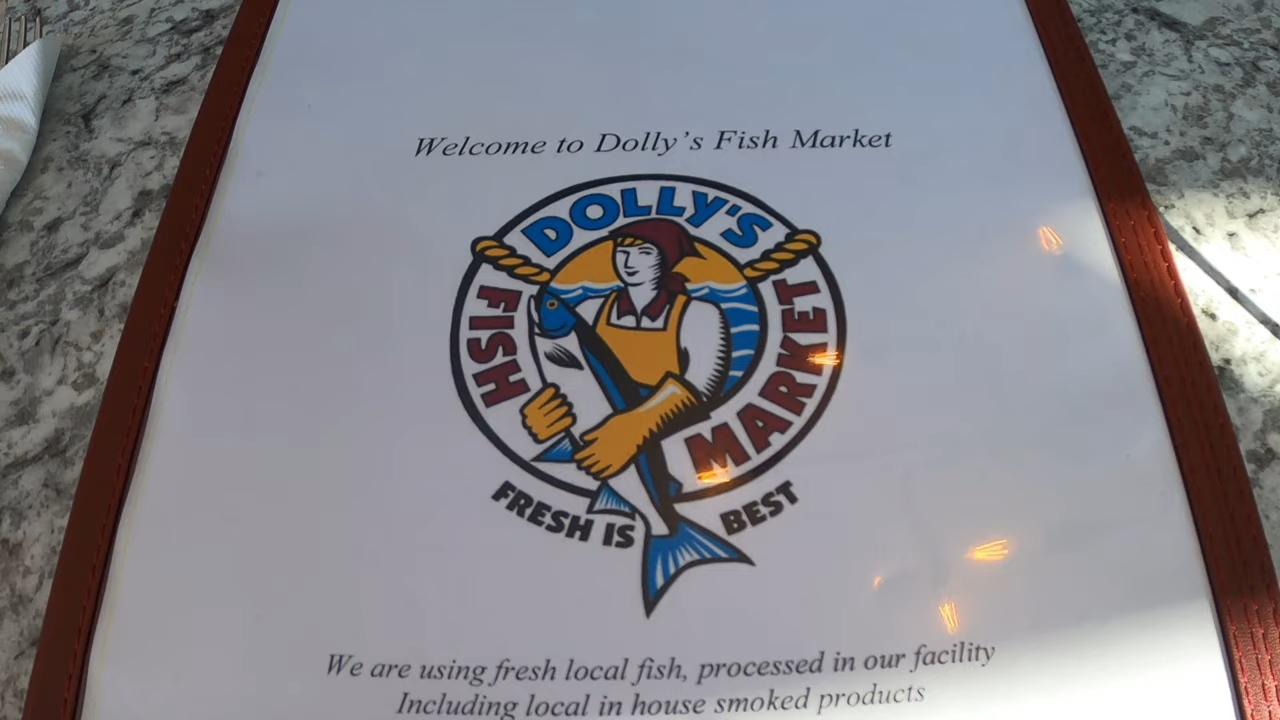 Welcome to Dolly's Fish Market
DOLLY'S
FISH MARKET
FRESH IS BEST
We are using fresh local fish, processed in our facility
Including local in house smoked products